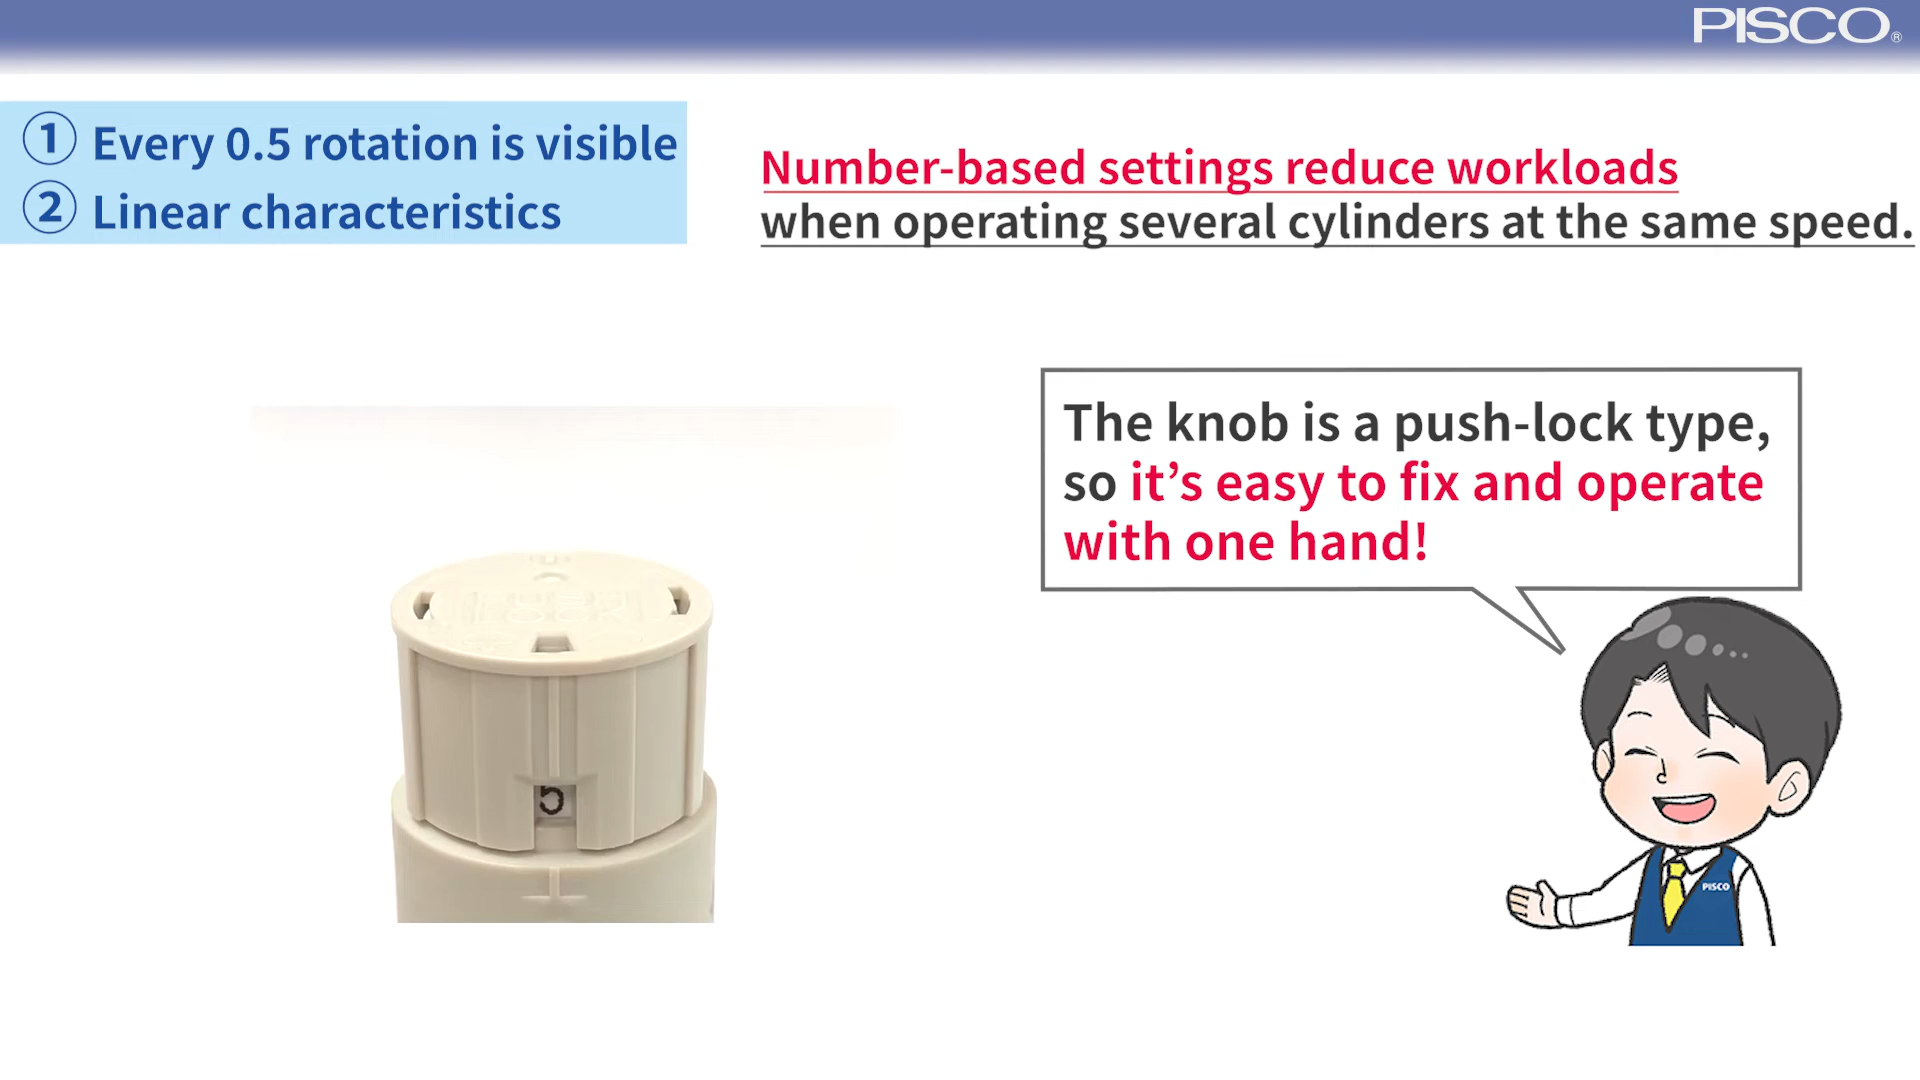 PISCO®
① Every 0.5 rotation is visible
② Linear characteristics
Number-based settings reduce workloads
when operating several cylinders at the same speed.
The knob is a push-lock type,
so it’s easy to fix and operate
with one hand!
5
PISCO